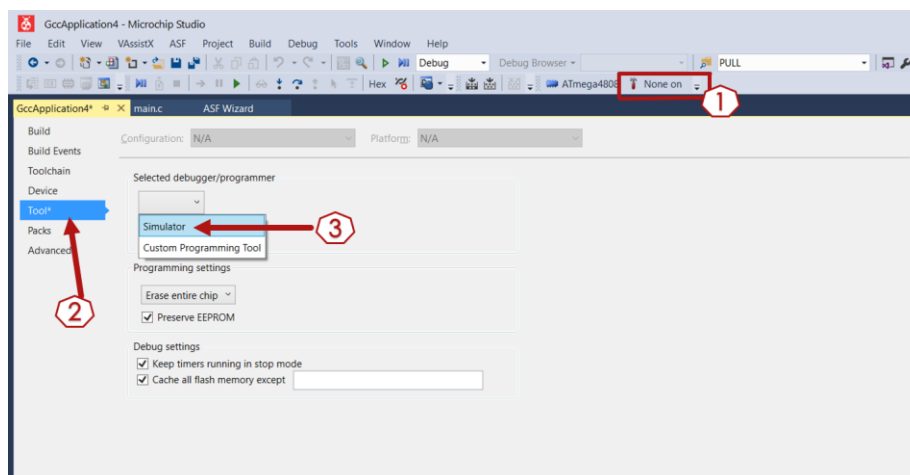 GccApplication4 - Microchip Studio
File Edit View VAssistX ASF Project Build Debug Tools Window Help
Debug Debug Browser PULL
Hex ATmega4808 None on
1
GccApplication4* main.c ASF Wizard
Build
Configuration: N/A Platform: N/A
Build Events
Toolchain
Selected debugger/programmer
Device
Tool*
Simulator
3
Packs
Custom Programming Tool
Advanced
Programming settings
Erase entire chip
2
Preserve EEPROM
Debug settings
Keep timers running in stop mode
Cache all flash memory except